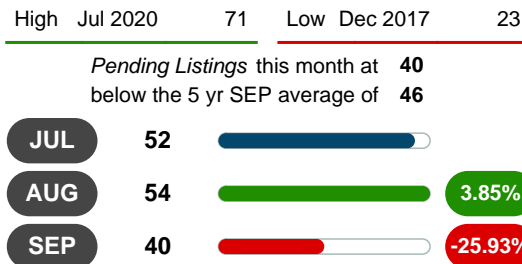 High Jul 2020 71 Low Dec 2017 23
Pending Listings this month at 40
below the 5 yr SEP average of 46
JUL 52
AUG 54 3.85%
SEP 40 -25.93%